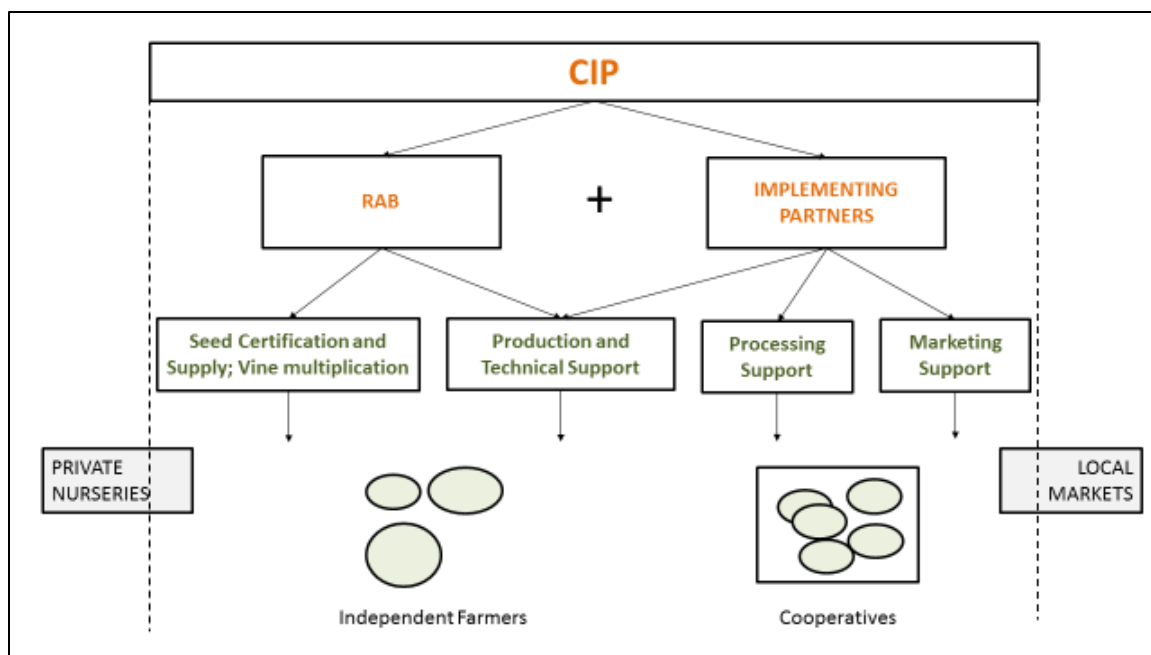 CIP
RAB
+
IMPLEMENTING
PARTNERS
Seed Certification and
Supply; Vine multiplication
Production and
Technical Support
Processing
Support
Marketing
Support
PRIVATE
NURSERIES
LOCAL
MARKETS
Independent Farmers
Cooperatives